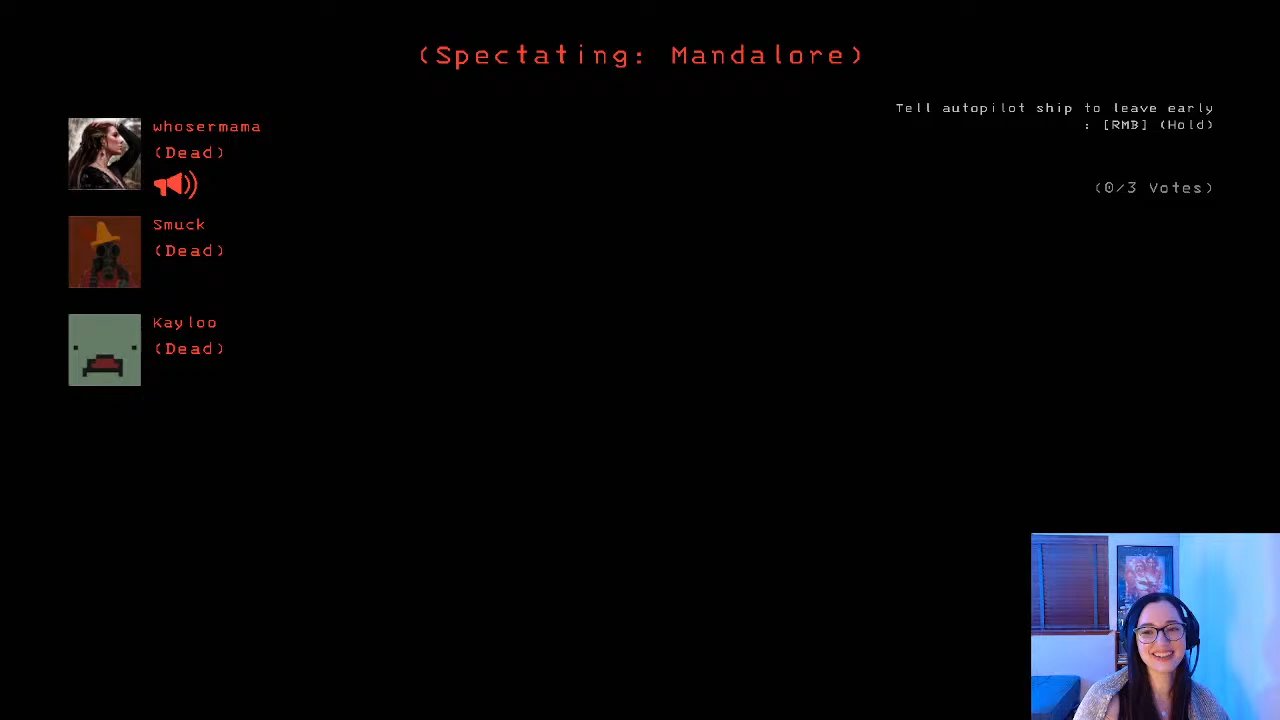 (Spectating: Mandalore)
Tell autopilot ship to leave early
: [RMB] (Hold)
(0/3 Votes)
whosermama
(Dead)
Smuck
(Dead)
Kayloo
(Dead)